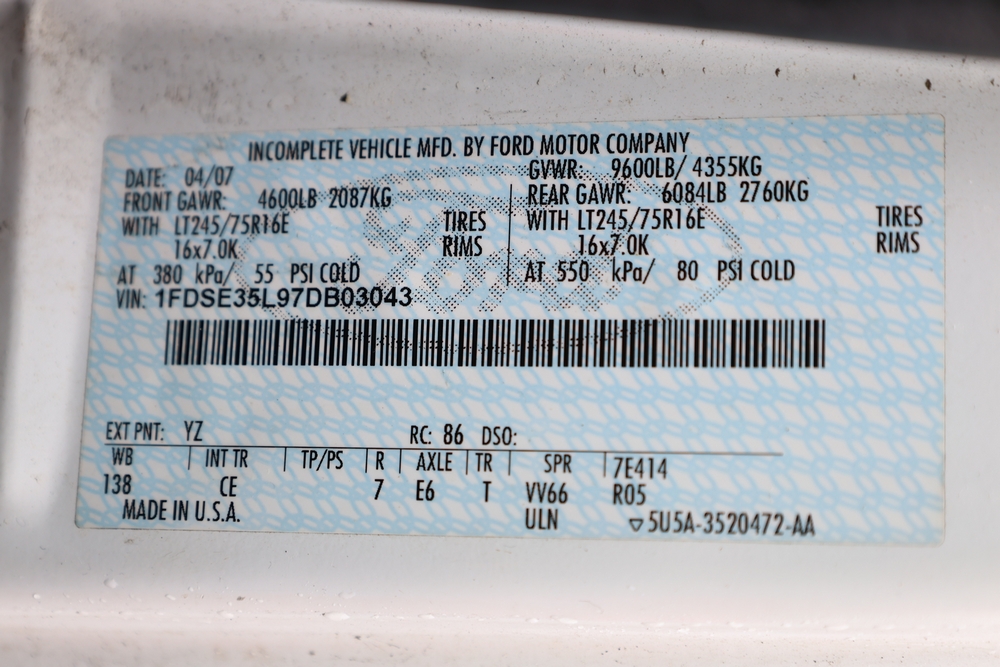 INCOMPLETE VEHICLE MFD. BY FORD MOTOR COMPANY
DATE: 04/07 GVWR: 9600LB/ 4355KG
FRONT GAWR: 4600LB 2087KG REAR GAWR: 6084LB 2760KG
WITH LT245/75R16E TIRES WITH LT245/75R16E TIRES
16x7.0K RIMS 16x7.0K RIMS
AT 380 kPa/ 55 PSI COLD AT 550 kPa/ 80 PSI COLD
VIN: 1FDSE35L97DB03043
EXT PNT: YZ RC: 86 DSO:
WB INT TR TP/PS R AXLE TR SPR 7E414
138 CE 7 E6 T VV66 R05
MADE IN U.S.A. ULN ▽5U5A-3520472-AA